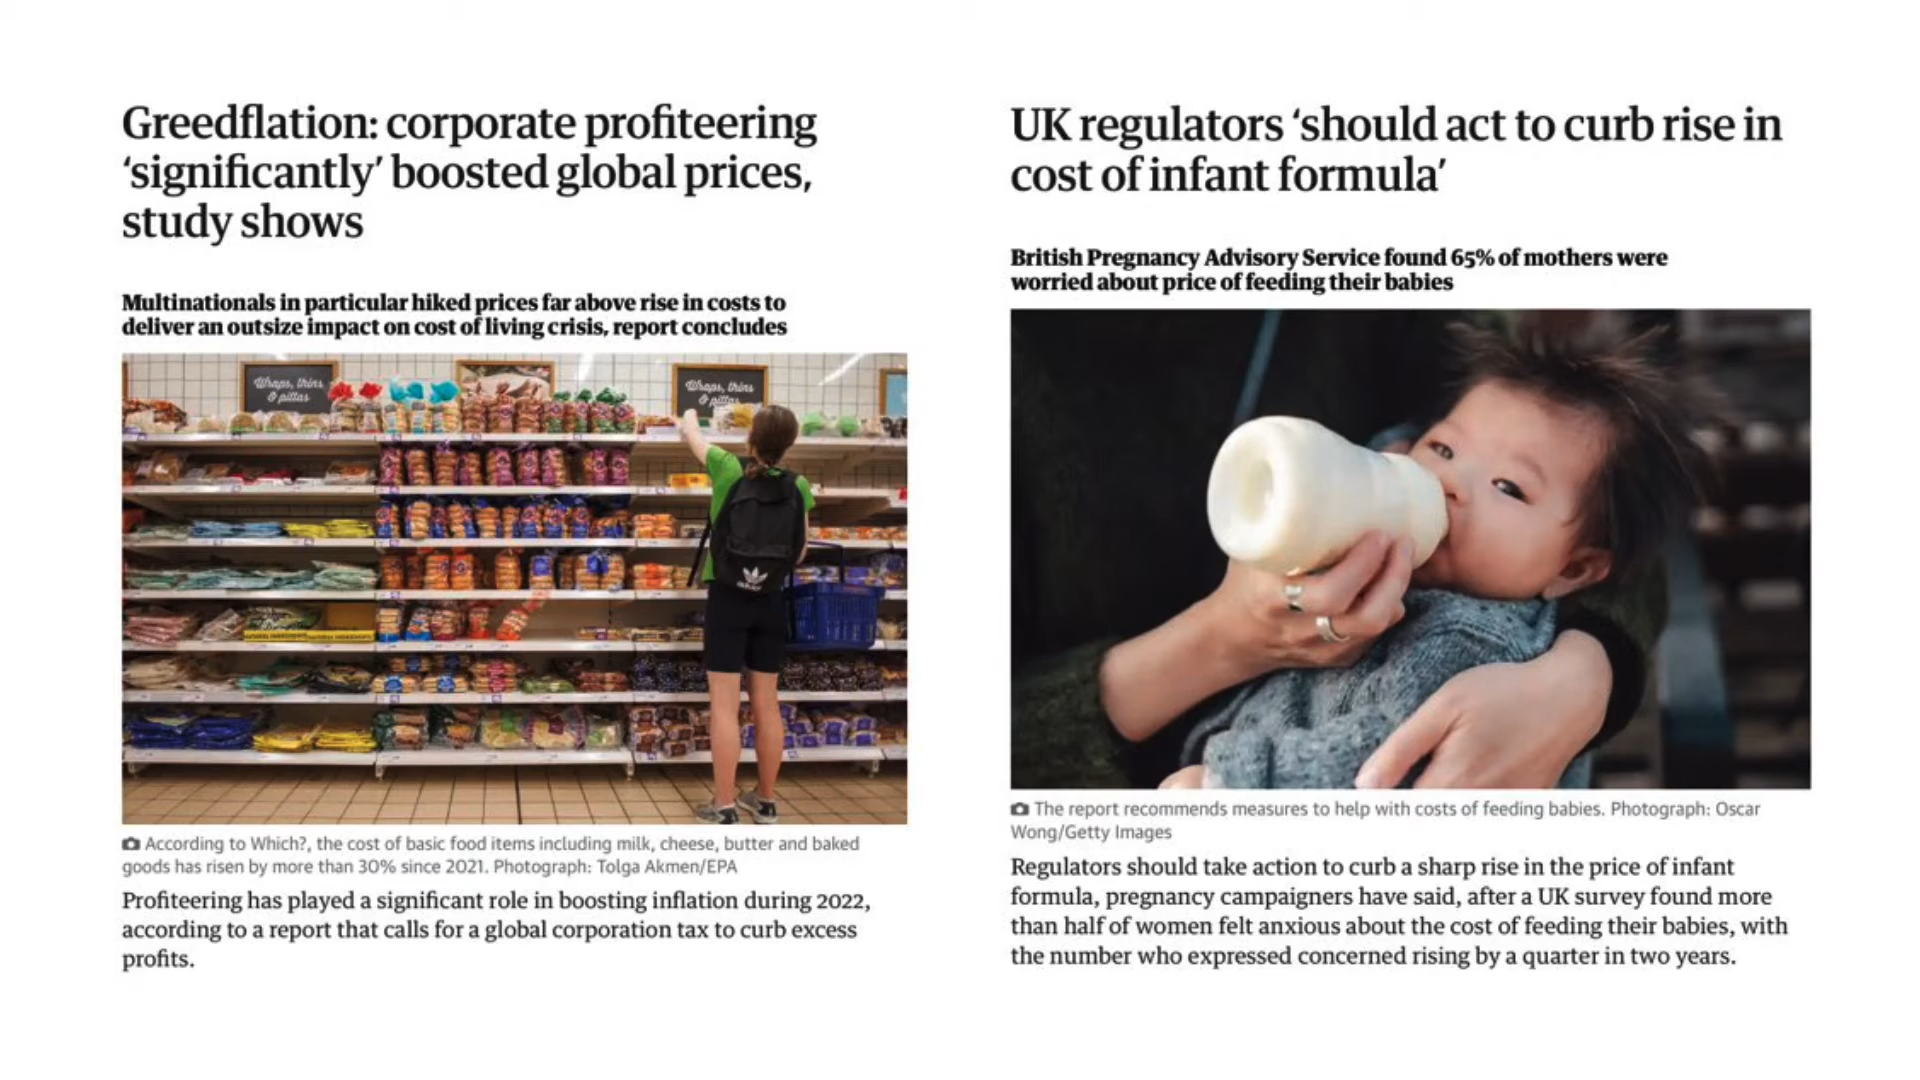 Greedflation: corporate profiteering
‘significantly’ boosted global prices,
study shows
Multinationals in particular hiked prices far above rise in costs to
deliver an outsize impact on cost of living crisis, report concludes
Wraps, thins
& pittas
Wraps, thins
& pittas
adidas
According to Which?, the cost of basic food items including milk, cheese, butter and baked
goods has risen by more than 30% since 2021. Photograph: Tolga Akmen/EPA
Profiteering has played a significant role in boosting inflation during 2022,
according to a report that calls for a global corporation tax to curb excess
profits.
UK regulators ‘should act to curb rise in
cost of infant formula’
British Pregnancy Advisory Service found 65% of mothers were
worried about price of feeding their babies
The report recommends measures to help with costs of feeding babies. Photograph: Oscar
Wong/Getty Images
Regulators should take action to curb a sharp rise in the price of infant
formula, pregnancy campaigners have said, after a UK survey found more
than half of women felt anxious about the cost of feeding their babies, with
the number who expressed concerned rising by a quarter in two years.